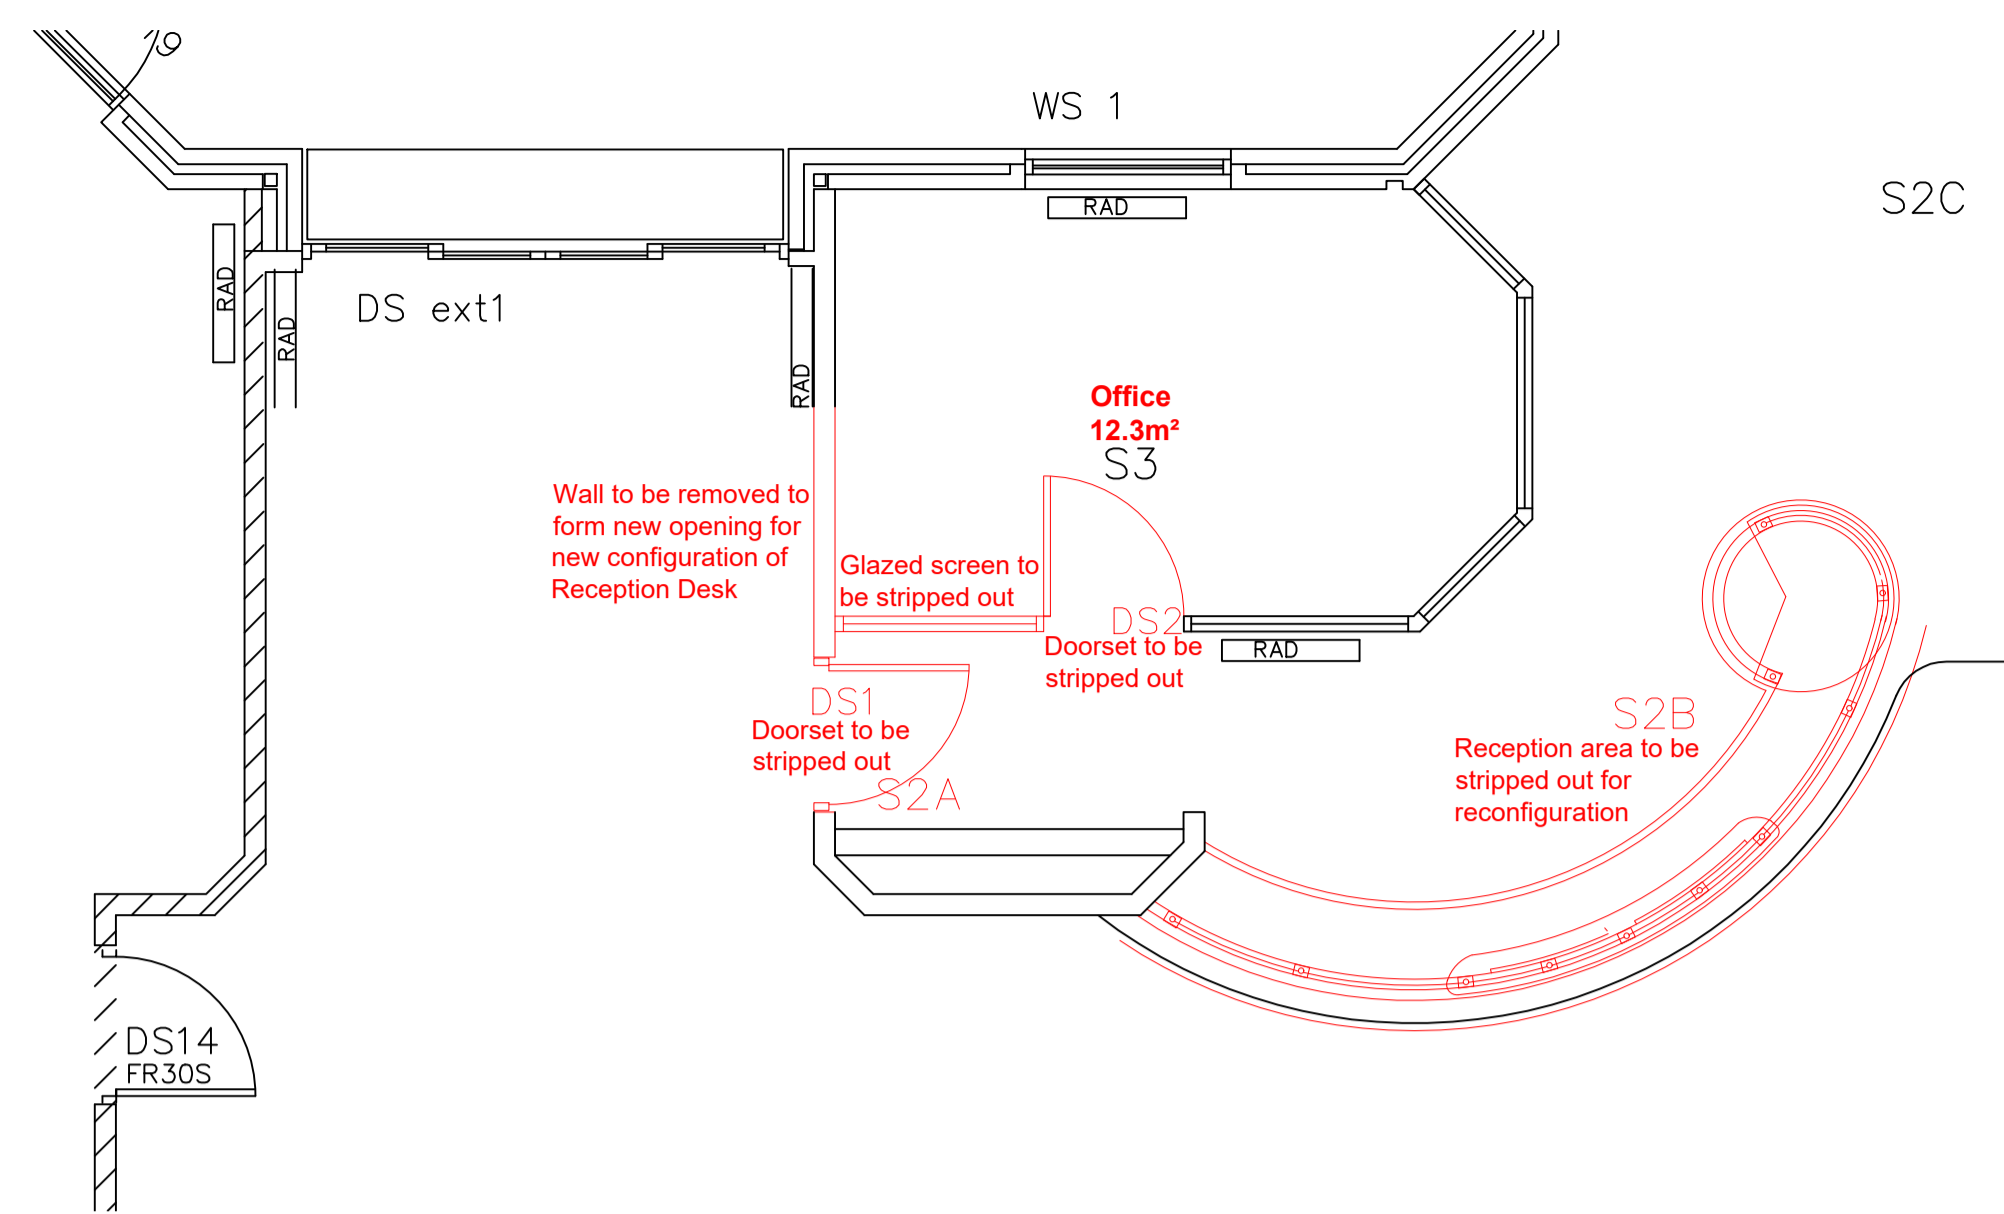 19
WS 1
S2C
RAD
RAD
DS ext1
RAD
RAD
Office
12.3m²
S3
Wall to be removed to
form new opening for
new configuration of
Reception Desk
Glazed screen to
be stripped out
DS2
Doorset to be
stripped out
RAD
DS1
Doorset to be
stripped out
S2A
S2B
Reception area to be
stripped out for
reconfiguration
DS14
FR30S